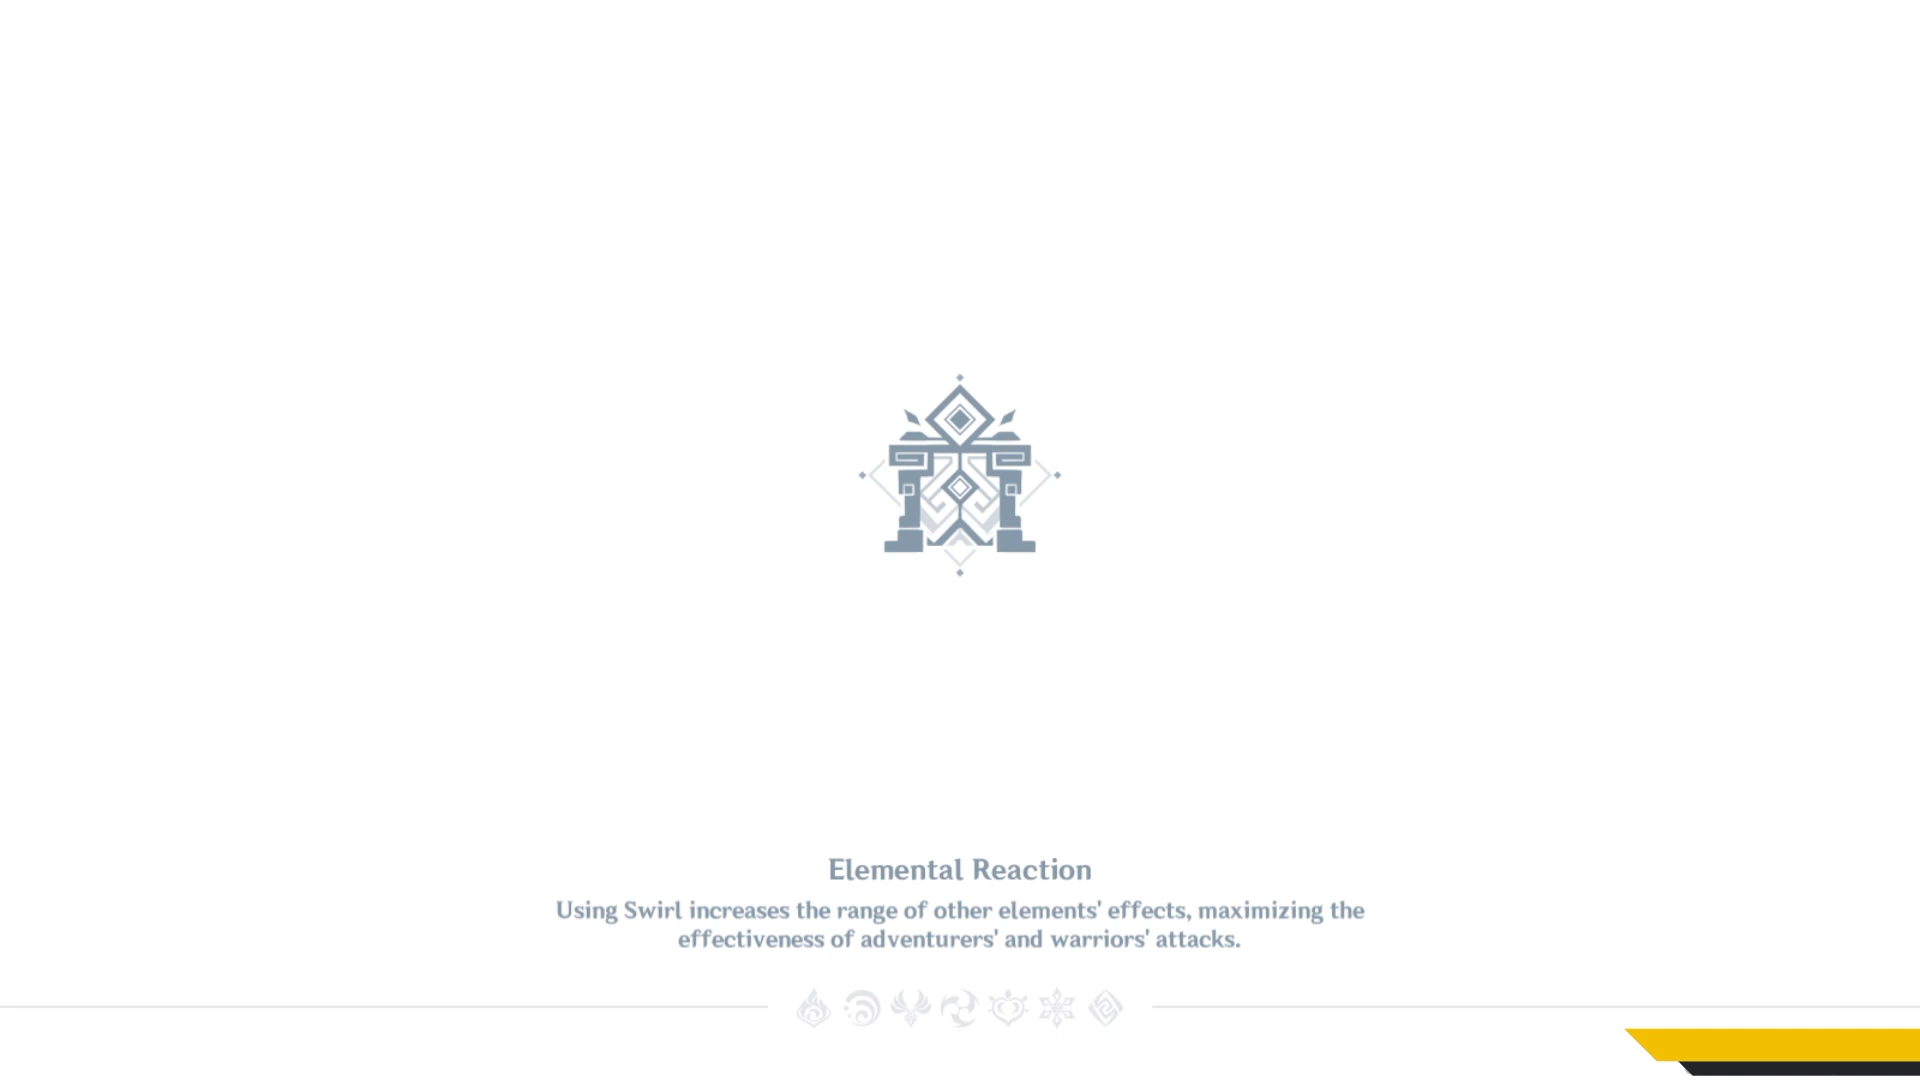 Elemental Reaction
Using Swirl increases the range of other elements' effects, maximizing the
effectiveness of adventurers' and warriors' attacks.